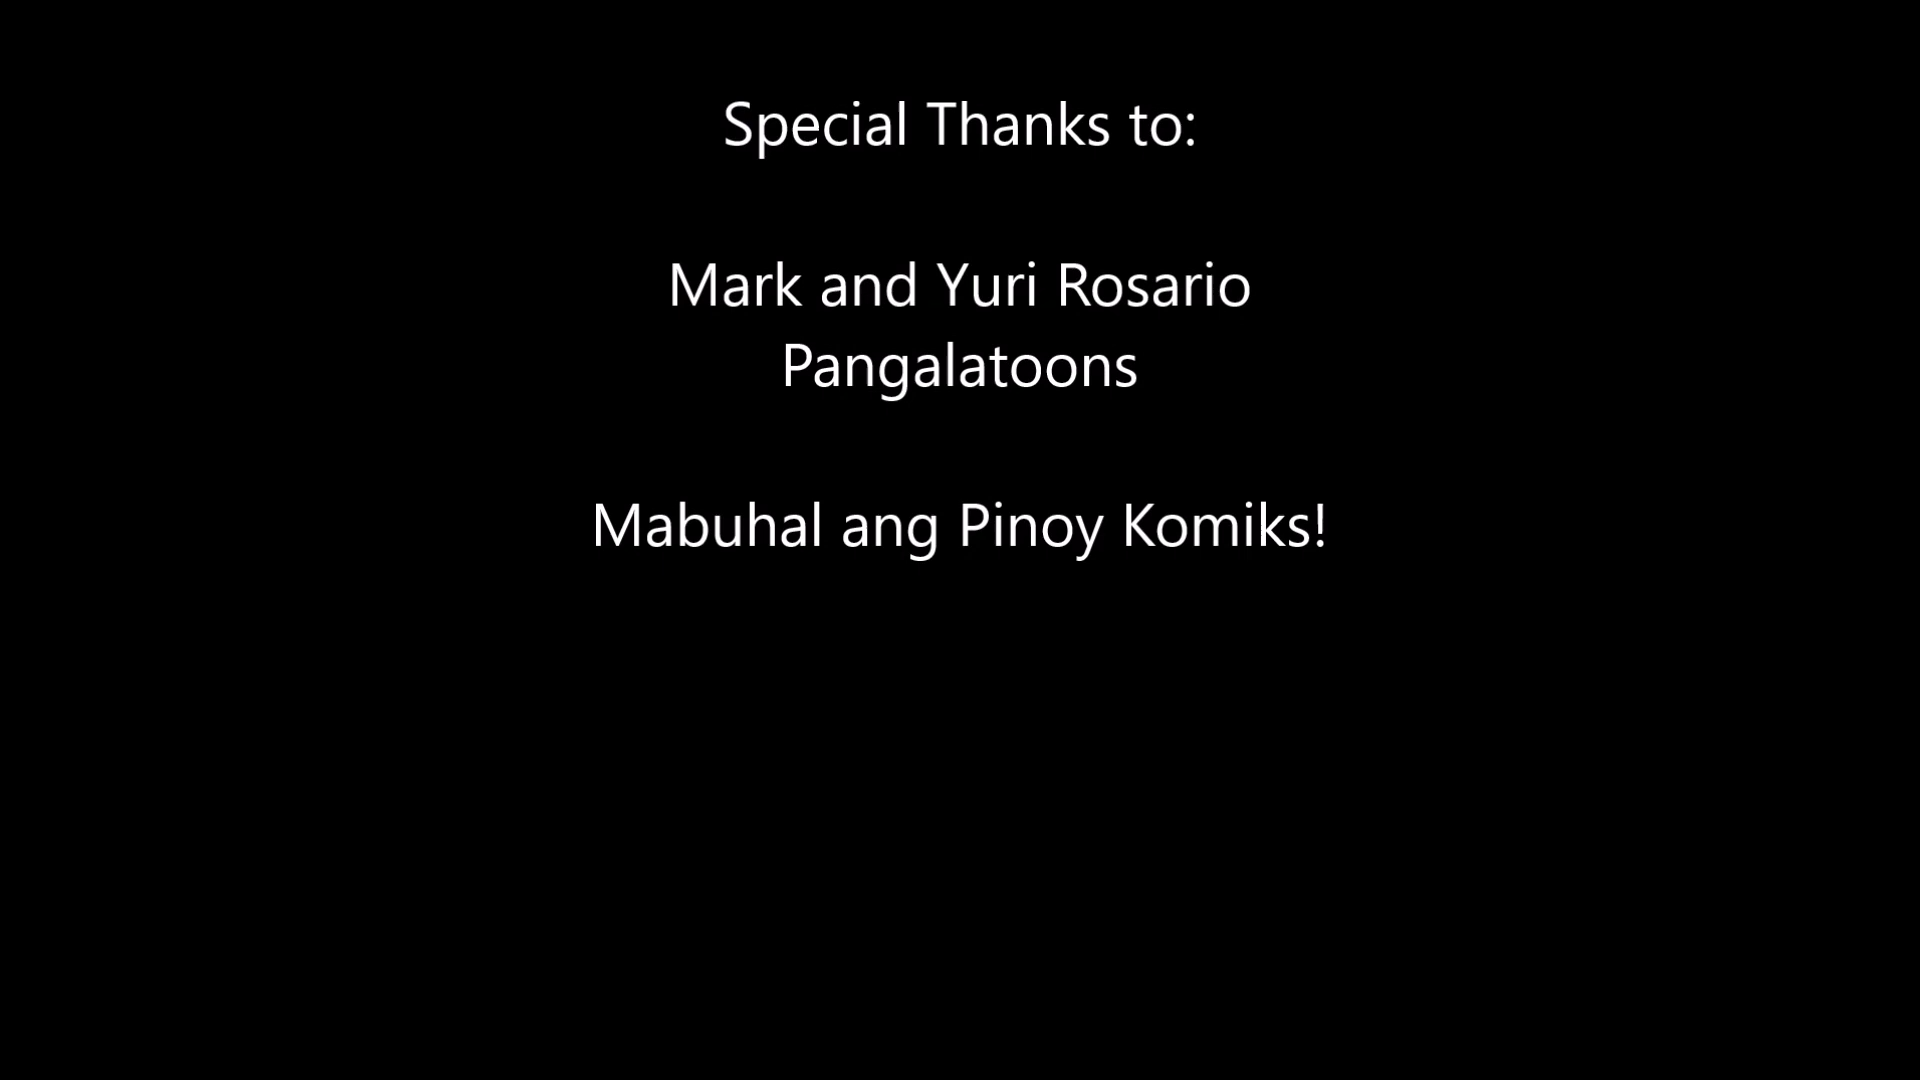 Special Thanks to:
Mark and Yuri Rosario
Pangalatoons
Mabuhal ang Pinoy Komiks!